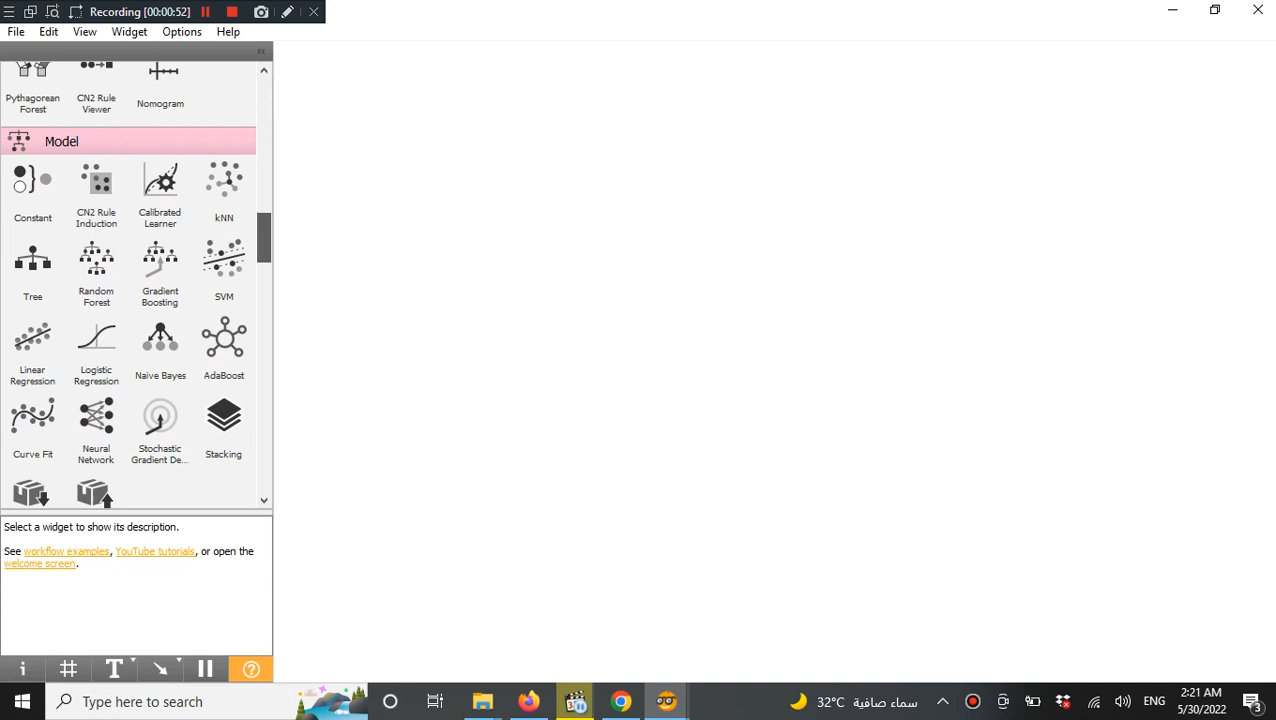 Recording [00:00:52]
File Edit View Widget Options Help
Pythagorean Forest
CN2 Rule Viewer
Nomogram
Model
Constant
CN2 Rule Induction
Calibrated Learner
kNN
Tree
Random Forest
Gradient Boosting
SVM
Linear Regression
Logistic Regression
Naive Bayes
AdaBoost
Curve Fit
Neural Network
Stochastic Gradient De...
Stacking
Select a widget to show its description.
See workflow examples, YouTube tutorials, or open the
welcome screen.
T
Type here to search
321
32°C سماء صافية
ENG
2:21 AM
5/30/2022
3